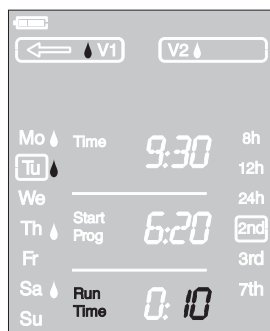 V1 V2
Mo Time 9:30 8h
Tu 12h
We 24h
Th Start Prog 6:20 2nd
Fr 3rd
Sa Run Time 0:10 7th
Su